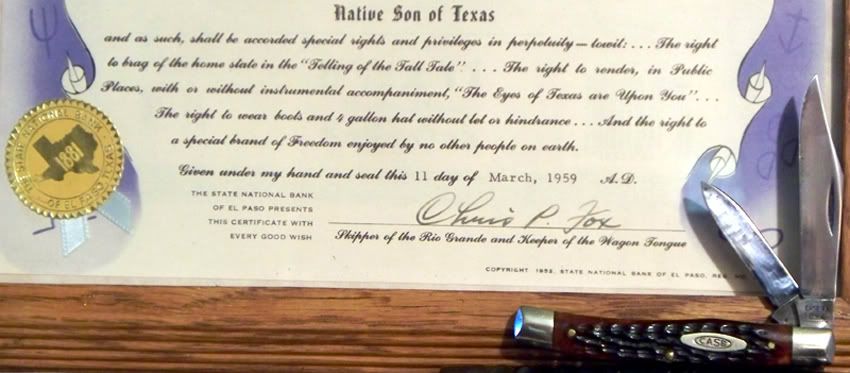 Native Son of Texas
and as such, shall be accorded special rights and privileges in perpetuity — towit: . . . The right
to brag of the home state in the "Telling of the Tall Tale" . . . The right to render, in Public
Places, with or without instrumental accompaniment, "The Eyes of Texas are Upon You" . . .
The right to wear boots and 4 gallon hat without let or hindrance . . . And the right to
a special brand of Freedom enjoyed by no other people on earth.
Given under my hand and seal this 11 day of March, 1959 A.D.
THE STATE NATIONAL BANK
OF EL PASO PRESENTS
THIS CERTIFICATE WITH
EVERY GOOD WISH
Chris P. Fox
Skipper of the Rio Grande and Keeper of the Wagon Tongue
COPYRIGHT 1952, STATE NATIONAL BANK OF EL PASO, REG.
THE STATE NATIONAL BANK
1881
OF EL PASO TEXAS
CASE